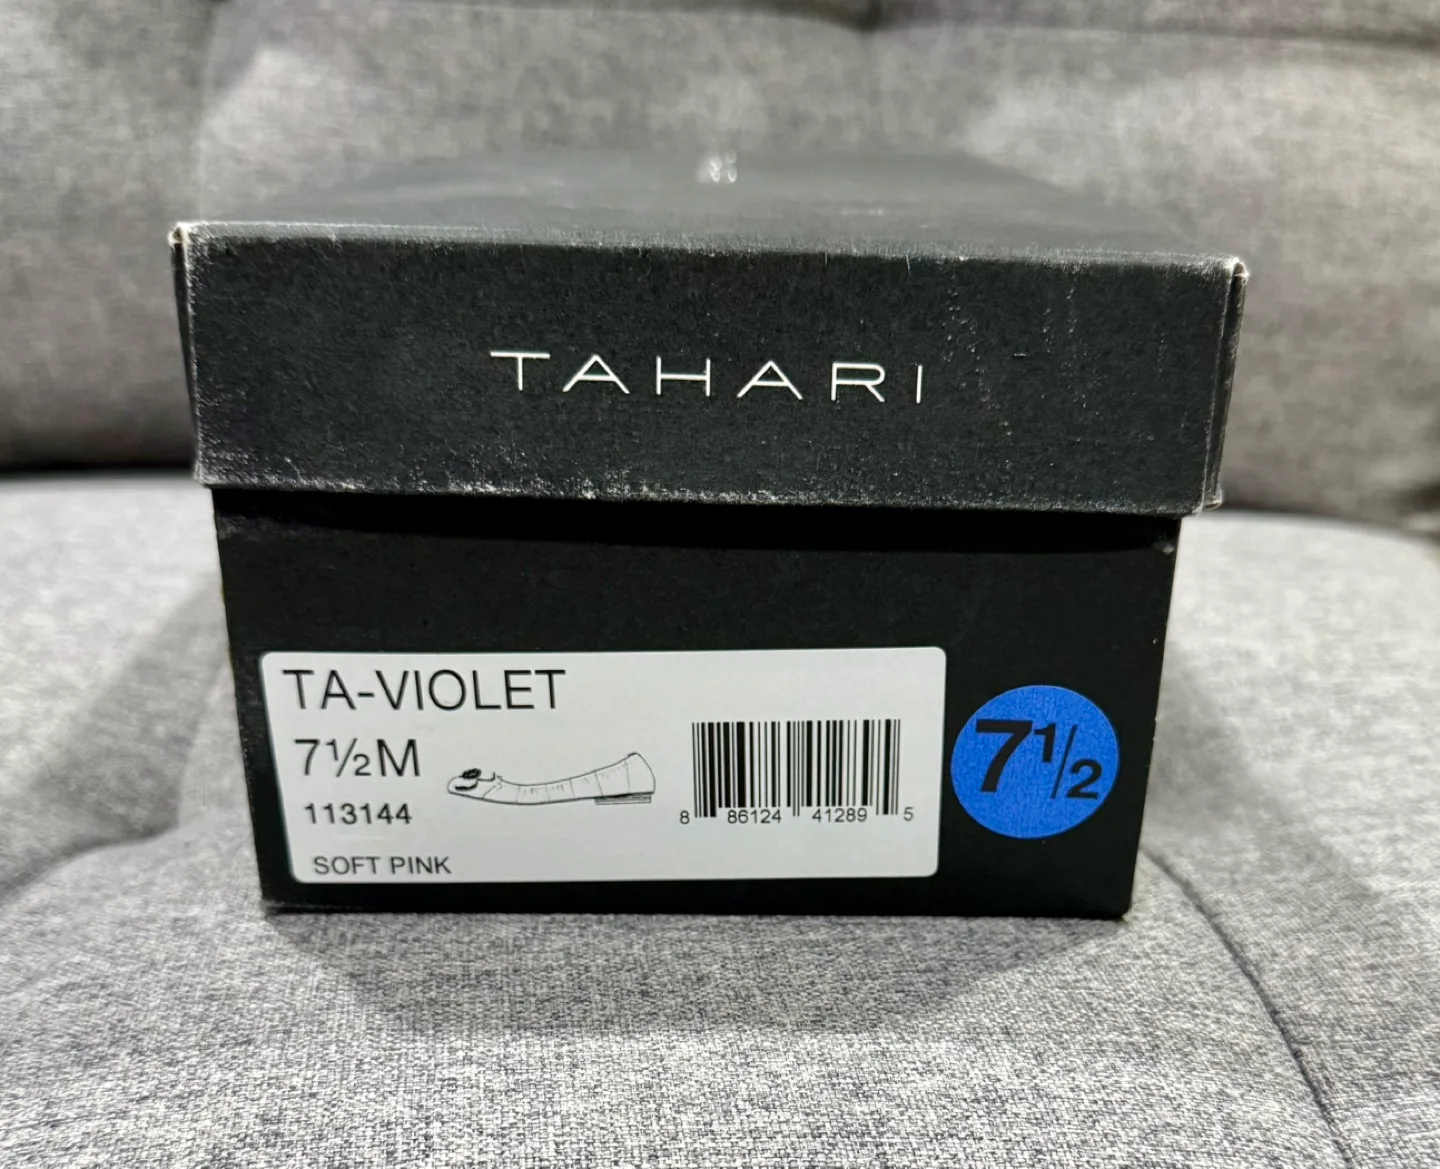 TAHARI
TA-VIOLET
7½M
113144
SOFT PINK
8 86124 41289 5
7½